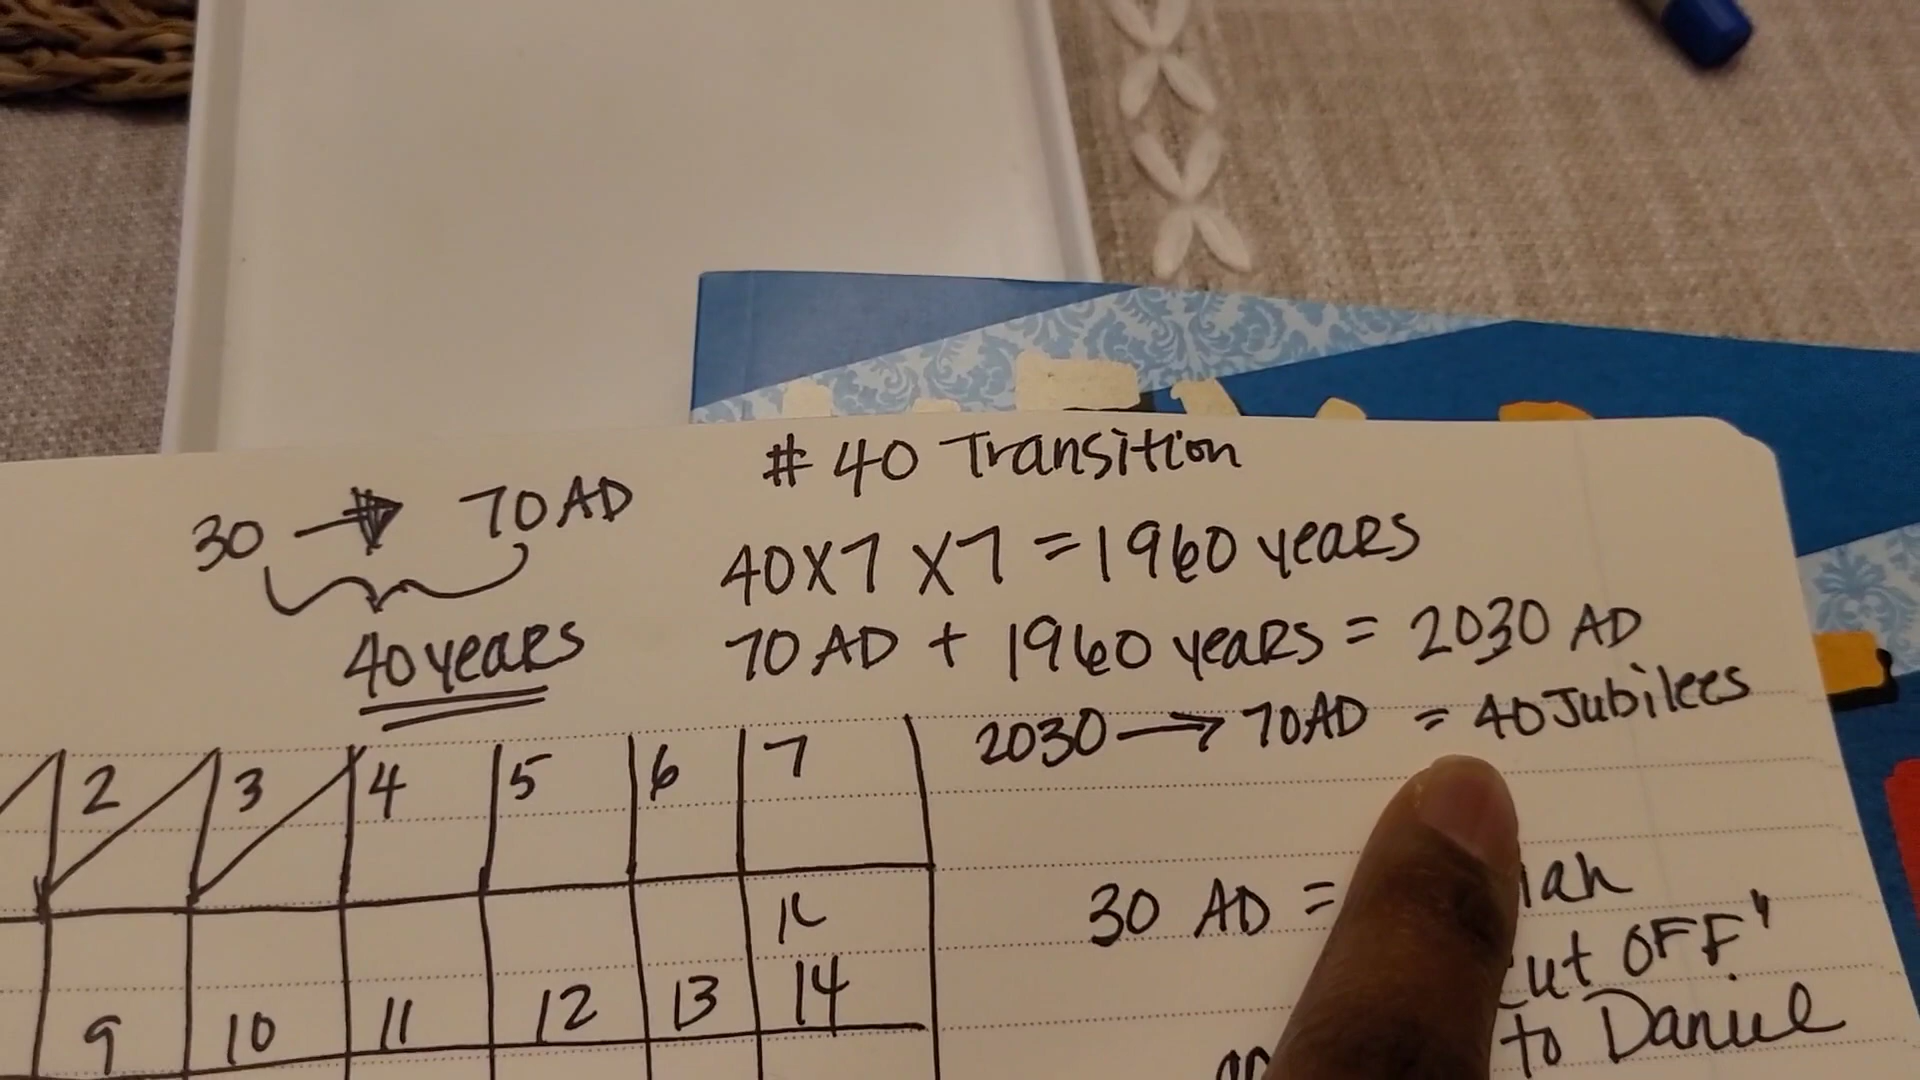 # 40 Transition
30 → 70 AD
40 years
40 X 7 X 7 = 1960 years
70 AD + 1960 years = 2030 AD
2030 → 70 AD = 40 Jubilees
2 3 4 5 6 7
9 10 11 12 13 14
30 AD =
cut OFF"
to Daniel